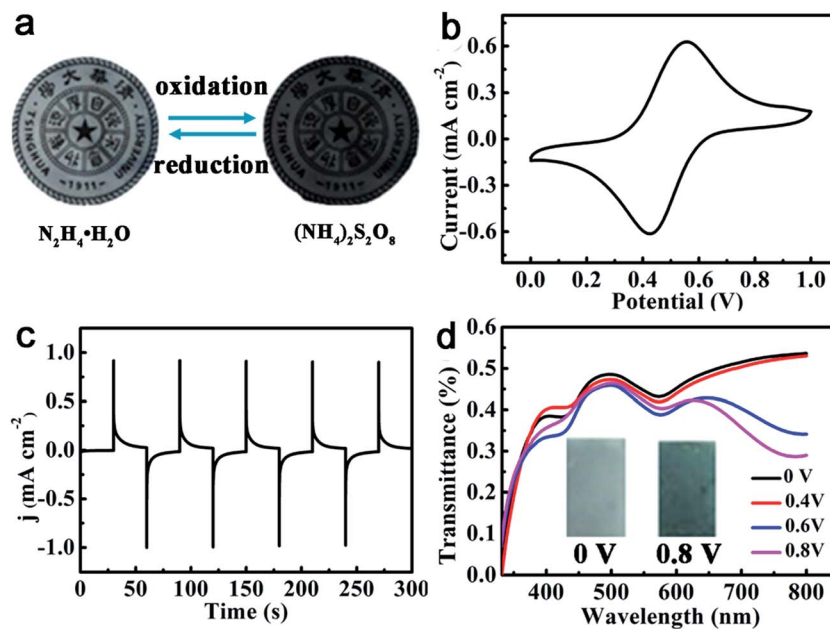 a
oxidation
reduction
TSINGHUA UNIVERSITY
–1911–
N₂H₄•H₂O
(NH₄)₂S₂O₈
b
Current (mA cm⁻²)
0.6
0.3
0.0
-0.3
-0.6
0.0 0.2 0.4 0.6 0.8 1.0
Potential (V)
c
j (mA cm⁻²)
1.0
0.5
0.0
-0.5
-1.0
0 50 100 150 200 250 300
Time (s)
d
Transmittance (%)
0.6
0.5
0.4
0.3
0.2
0.1
0
400 500 600 700 800
Wavelength (nm)
0 V
0.8 V
0 V
0.4V
0.6V
0.8V